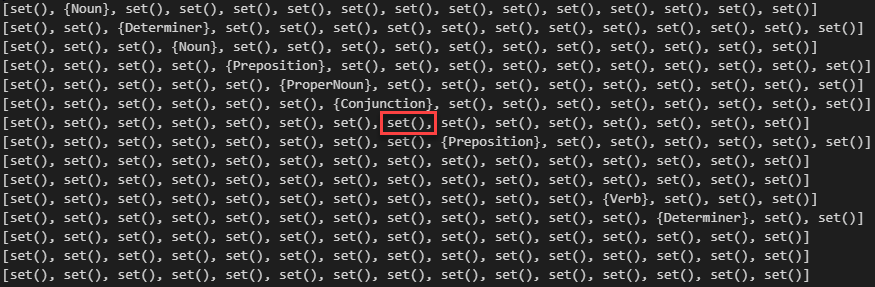 [set(), {Noun}, set(), set(), set(), set(), set(), set(), set(), set(), set(), set(), set(), set(), set()]
[set(), set(), {Determiner}, set(), set(), set(), set(), set(), set(), set(), set(), set(), set(), set(), set()]
[set(), set(), set(), {Noun}, set(), set(), set(), set(), set(), set(), set(), set(), set(), set(), set()]
[set(), set(), set(), set(), {Preposition}, set(), set(), set(), set(), set(), set(), set(), set(), set(), set()]
[set(), set(), set(), set(), set(), {ProperNoun}, set(), set(), set(), set(), set(), set(), set(), set(), set()]
[set(), set(), set(), set(), set(), set(), {Conjunction}, set(), set(), set(), set(), set(), set(), set(), set()]
[set(), set(), set(), set(), set(), set(), set(), set(), set(), set(), set(), set(), set(), set(), set()]
[set(), set(), set(), set(), set(), set(), set(), set(), {Preposition}, set(), set(), set(), set(), set(), set()]
[set(), set(), set(), set(), set(), set(), set(), set(), set(), set(), set(), set(), set(), set(), set()]
[set(), set(), set(), set(), set(), set(), set(), set(), set(), set(), set(), set(), set(), set(), set()]
[set(), set(), set(), set(), set(), set(), set(), set(), set(), set(), set(), {Verb}, set(), set(), set()]
[set(), set(), set(), set(), set(), set(), set(), set(), set(), set(), set(), set(), {Determiner}, set(), set()]
[set(), set(), set(), set(), set(), set(), set(), set(), set(), set(), set(), set(), set(), set(), set()]
[set(), set(), set(), set(), set(), set(), set(), set(), set(), set(), set(), set(), set(), set(), set()]
[set(), set(), set(), set(), set(), set(), set(), set(), set(), set(), set(), set(), set(), set(), set()]